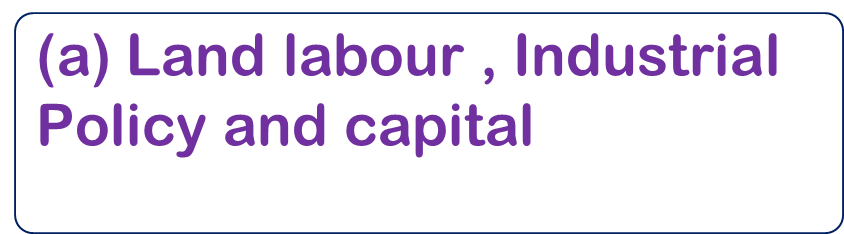 (a) Land labour , Industrial
Policy and capital